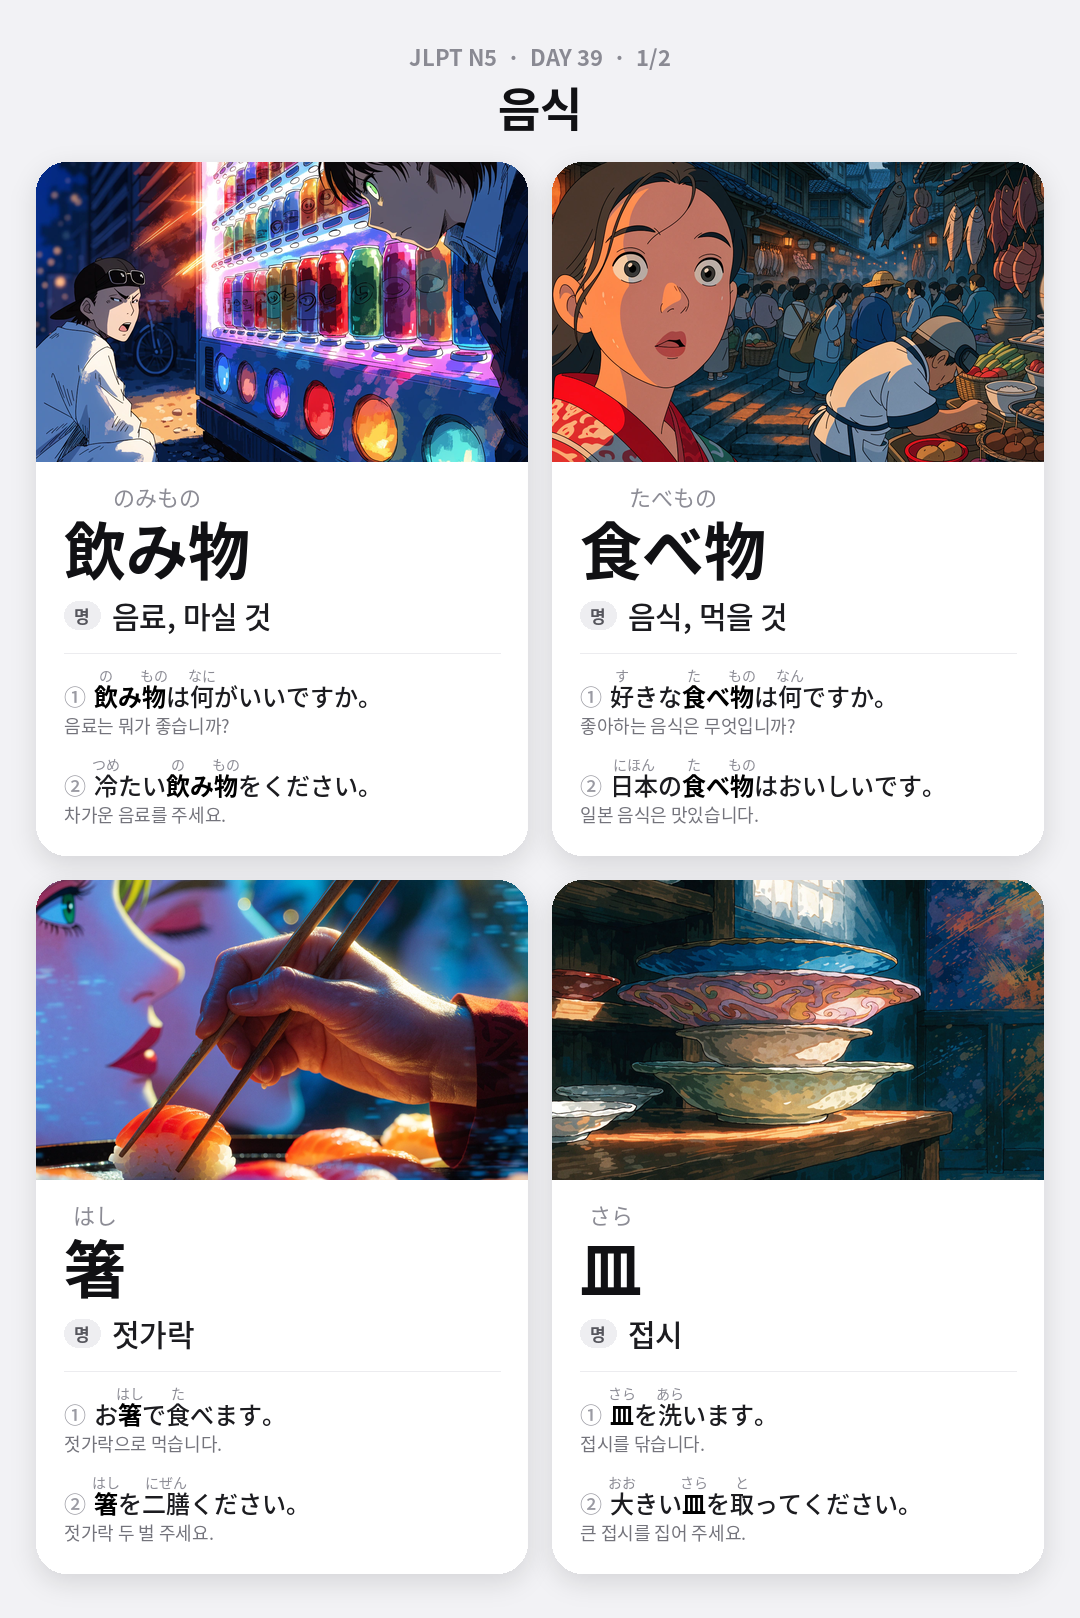 JLPT N5 · DAY 39 · 1/2
음식
のみもの
飲み物
명 음료, 마실 것
の もの なに
① 飲み物は何がいいですか。
음료는 뭐가 좋습니까?
つめ の もの
② 冷たい飲み物をください。
차가운 음료를 주세요.
たべもの
食べ物
명 음식, 먹을 것
す た もの なん
① 好きな食べ物は何ですか。
좋아하는 음식은 무엇입니까?
にほん た もの
② 日本の食べ物はおいしいです。
일본 음식은 맛있습니다.
はし
箸
명 젓가락
はし た
① お箸で食べます。
젓가락으로 먹습니다.
はし にぜん
② 箸を二膳ください。
젓가락 두 벌 주세요.
さら
皿
명 접시
さら あら
① 皿を洗います。
접시를 닦습니다.
おお さら と
② 大きい皿を取ってください。
큰 접시를 집어 주세요.